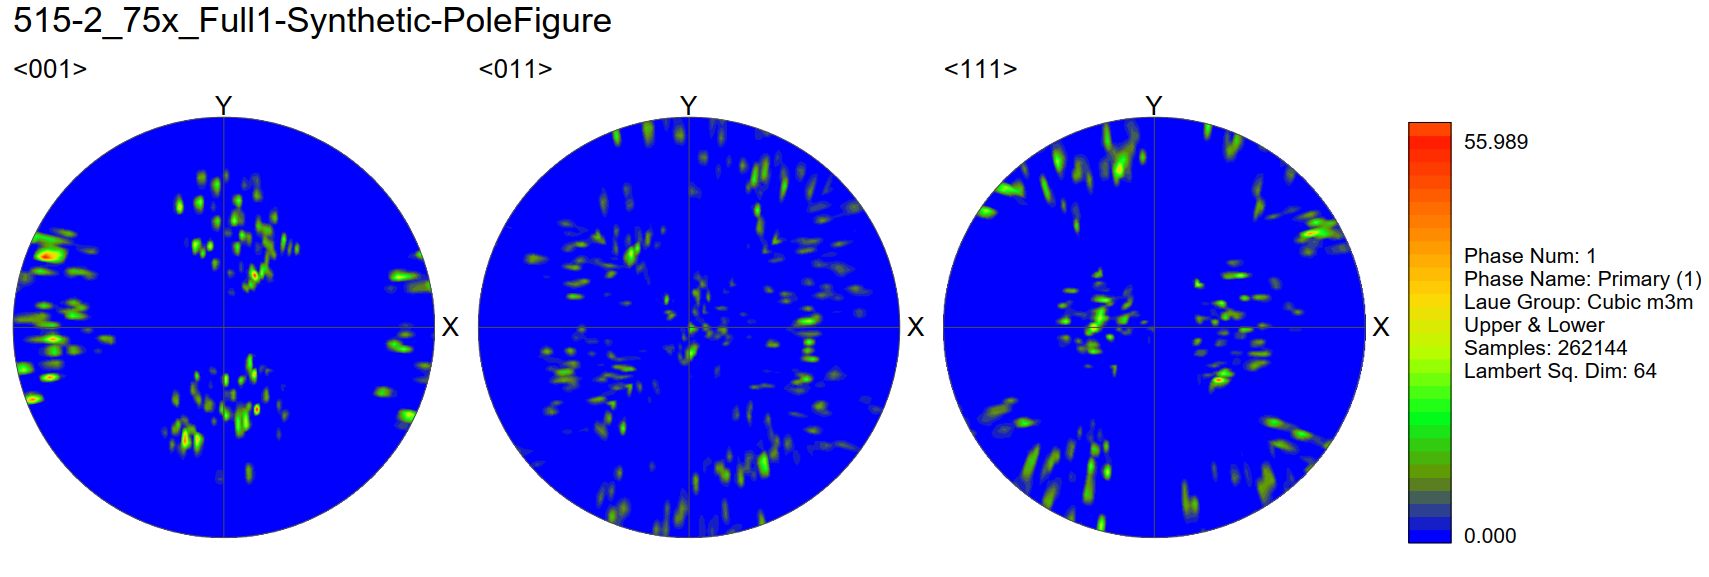 515-2_75x_Full1-Synthetic-PoleFigure
<001>
<011>
<111>
Y
Y
Y
X
X
X
55.989
Phase Num: 1
Phase Name: Primary (1)
Laue Group: Cubic m3m
Upper & Lower
Samples: 262144
Lambert Sq. Dim: 64
0.000